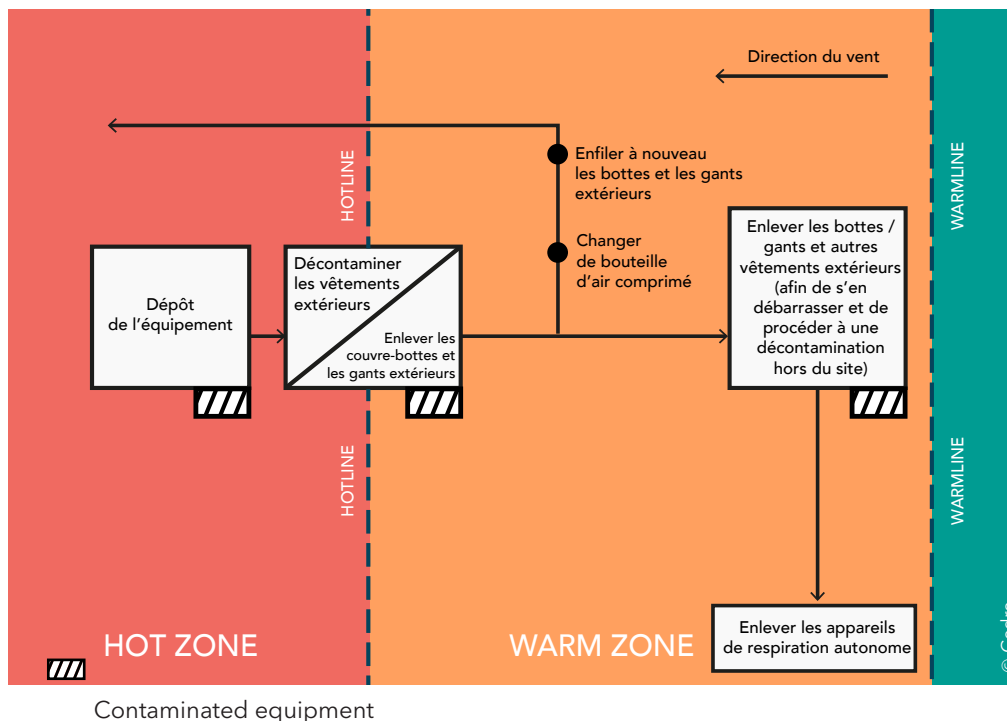 Direction du vent
Enfiler à nouveau
les bottes et les gants
extérieurs
Changer
de bouteille
d'air comprimé
HOTLINE
WARMLINE
Dépôt
de l'équipement
Décontaminer
les vêtements
extérieurs
Enlever les
couvre-bottes et
les gants extérieurs
Enlever les bottes /
gants et autres
vêtements extérieurs
(afin de s'en
débarrasser et de
procéder à une
décontamination
hors du site)
HOTLINE
WARMLINE
HOT ZONE
WARM ZONE
Enlever les appareils
de respiration autonome
© Cedre
Contaminated equipment